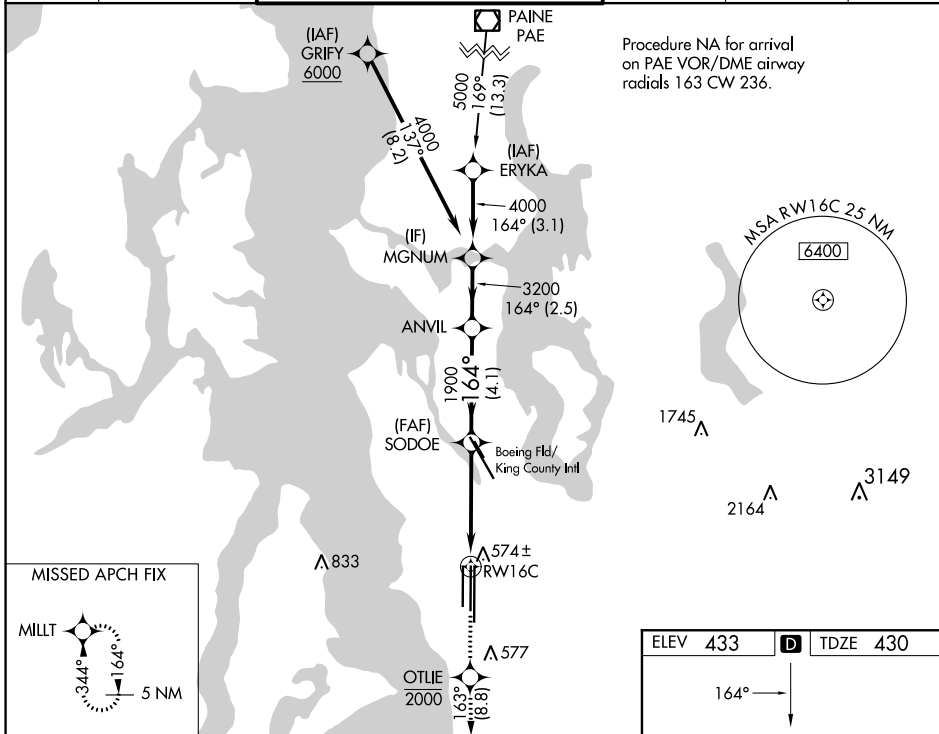 PAINE
PAE
(IAF)
GRIFY
6000
Procedure NA for arrival
on PAE VOR/DME airway
radials 163 CW 236.
5000
169°
(13.3)
4000
137°
(8.2)
(IAF)
ERYKA
4000
164° (3.1)
(IF)
MGNUM
MSA RW16C 25 NM
6400
3200
164° (2.5)
ANVIL
1900
164°
(4.1)
(FAF)
SODOE
Boeing Fld/
King County Intl
1745
2164
3149
833
574±
RW16C
MISSED APCH FIX
MILLT
344°
164°
5 NM
577
OTLIE
2000
163°
(8.8)
ELEV 433 D TDZE 430
164°